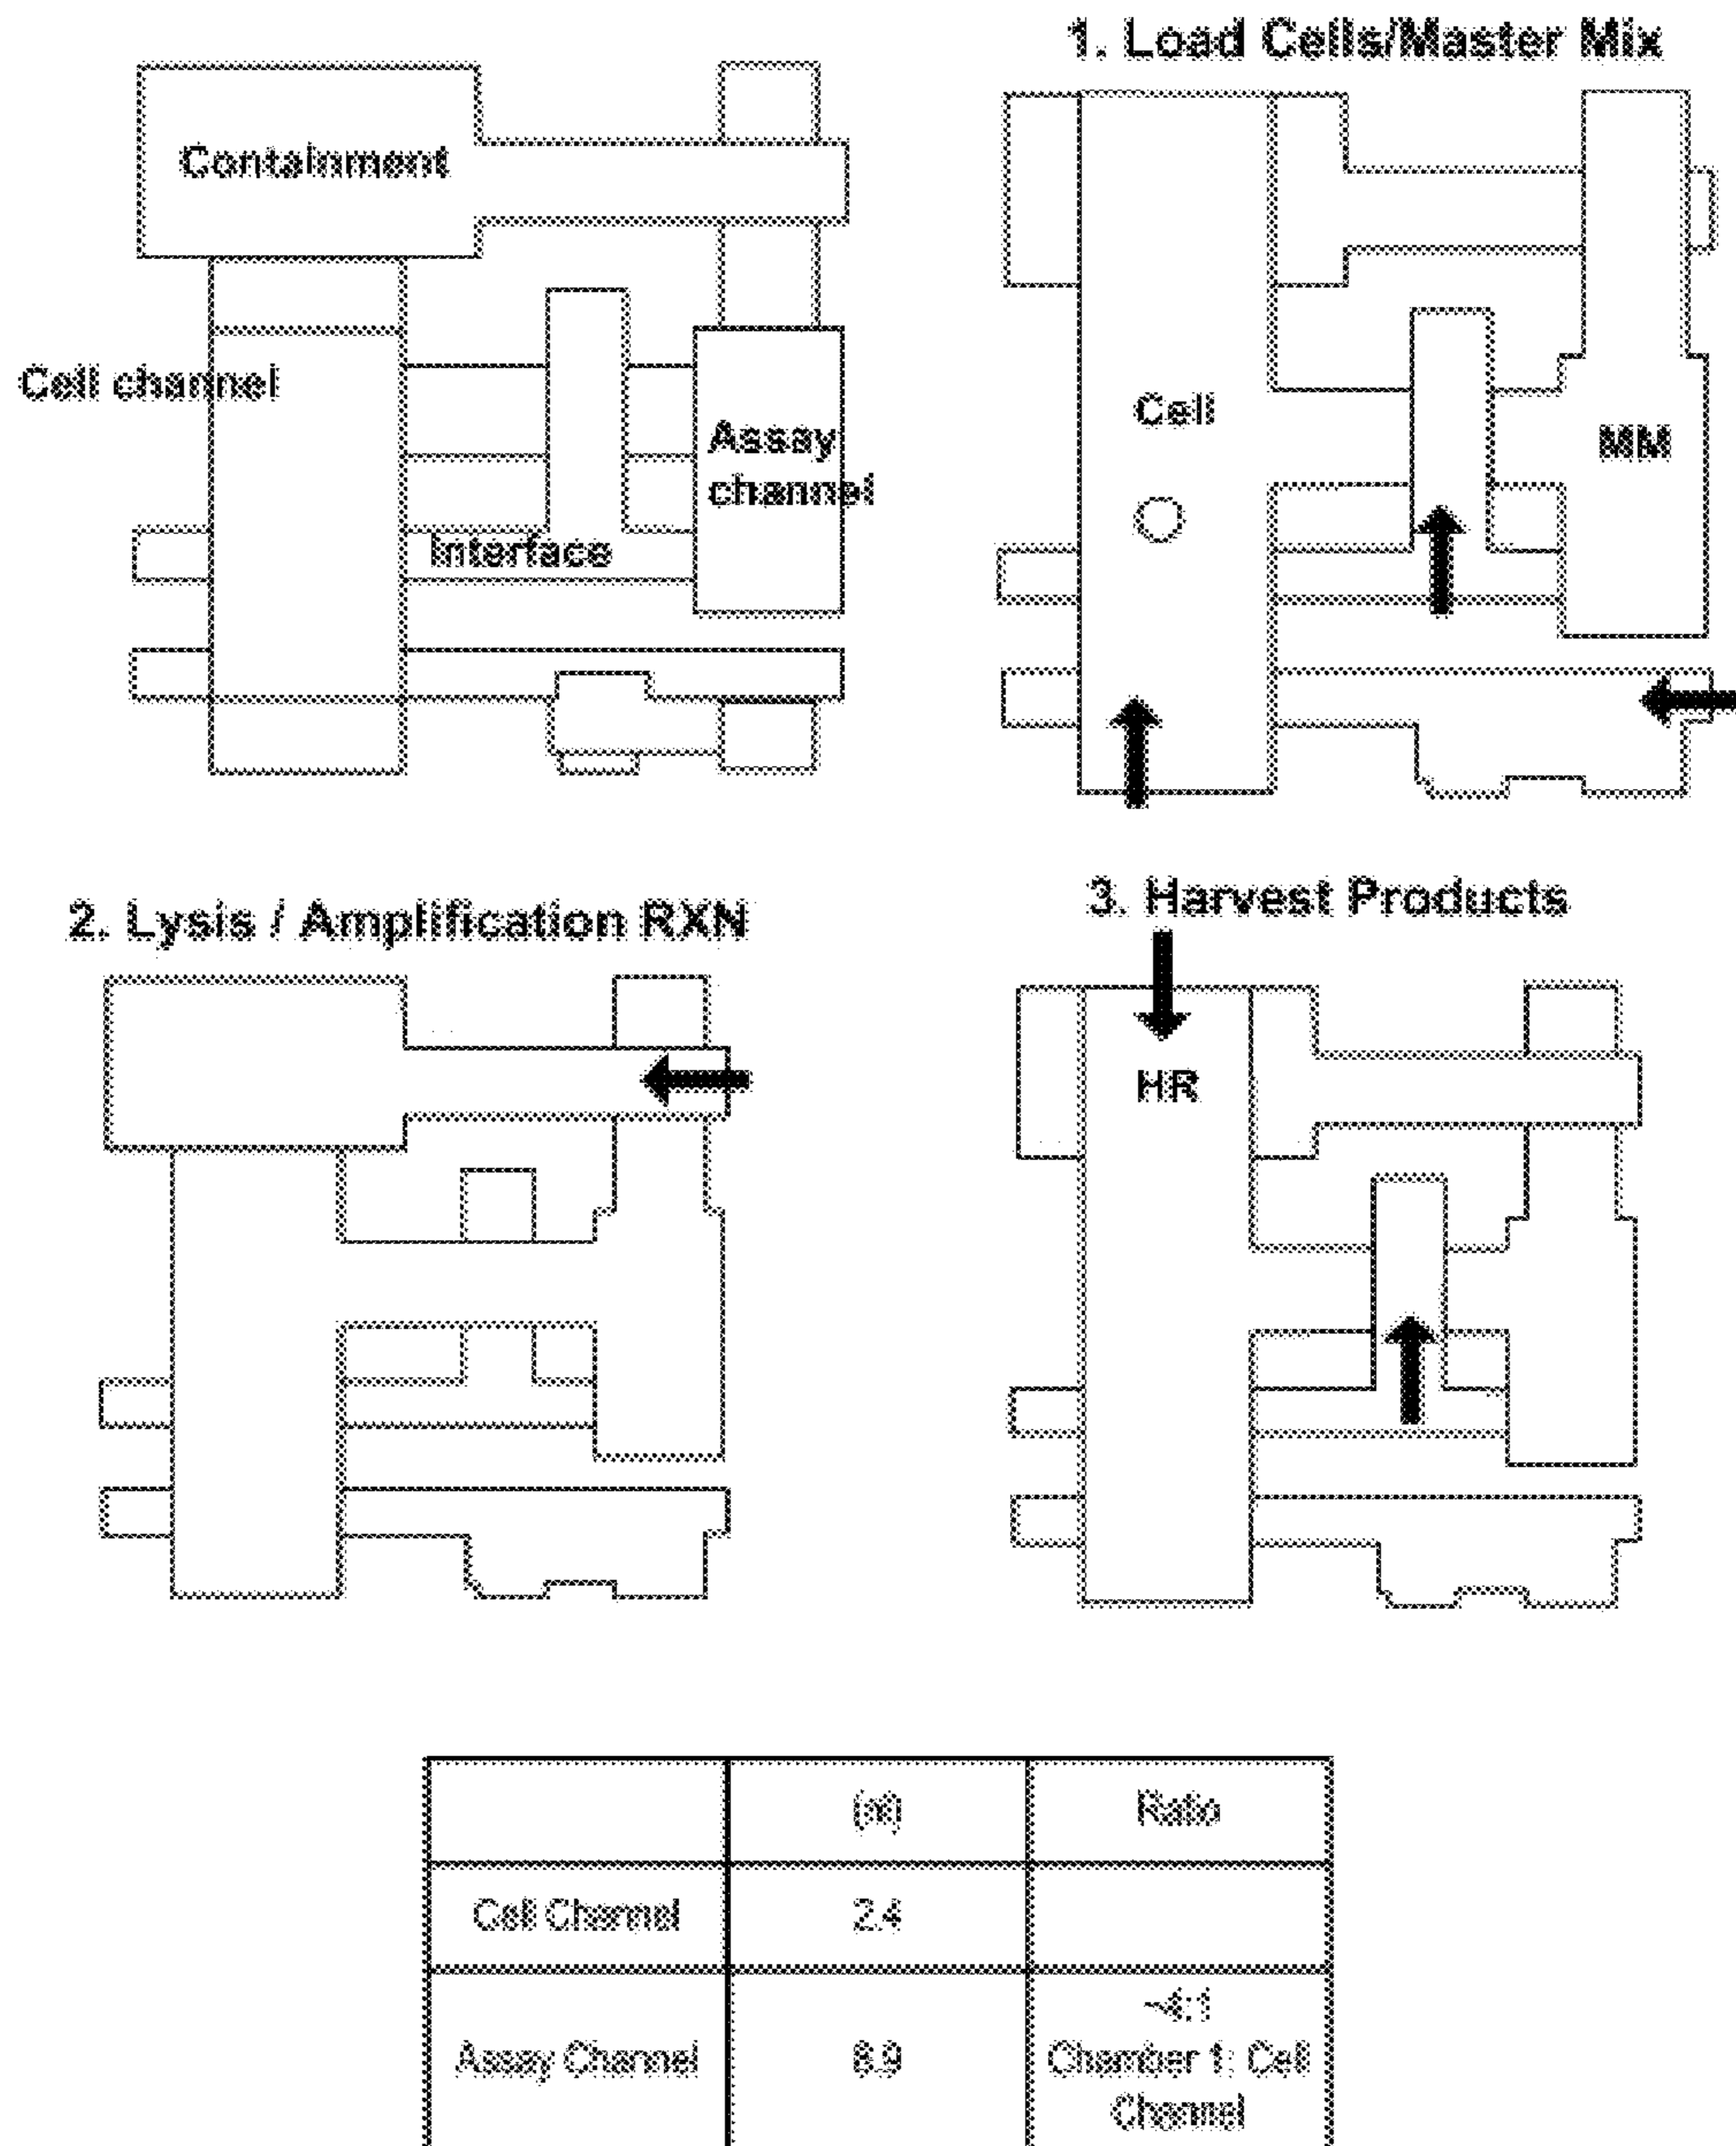 1. Load Cells/Master Mix
Containment
Cell channel
Assay
channel
Interface
Cell
MM
2. Lysis / Amplification RXN
3. Harvest Products
HR
(nl) Ratio
Cell Channel 2.4
~4:1
Assay Channel 8.9 Chamber 1: Cell
Channel